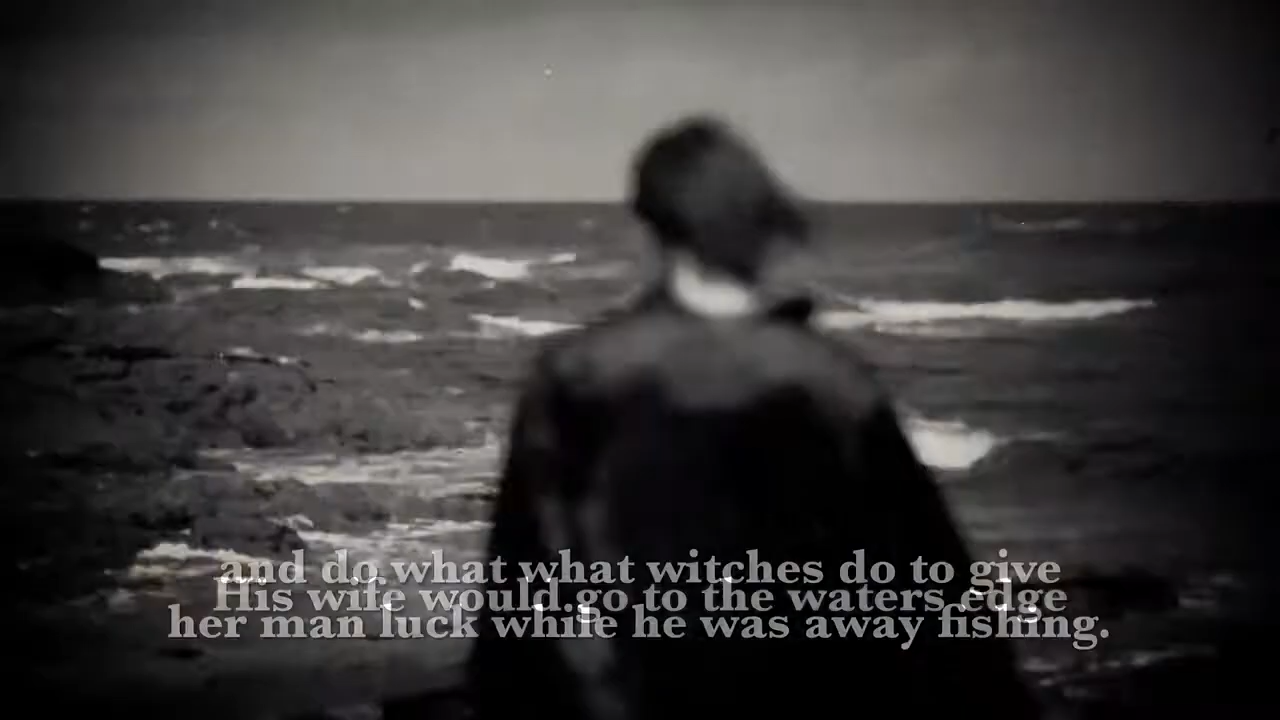 and do what what witches do to give
His wife would go to the waters edge
her man luck while he was away fishing.